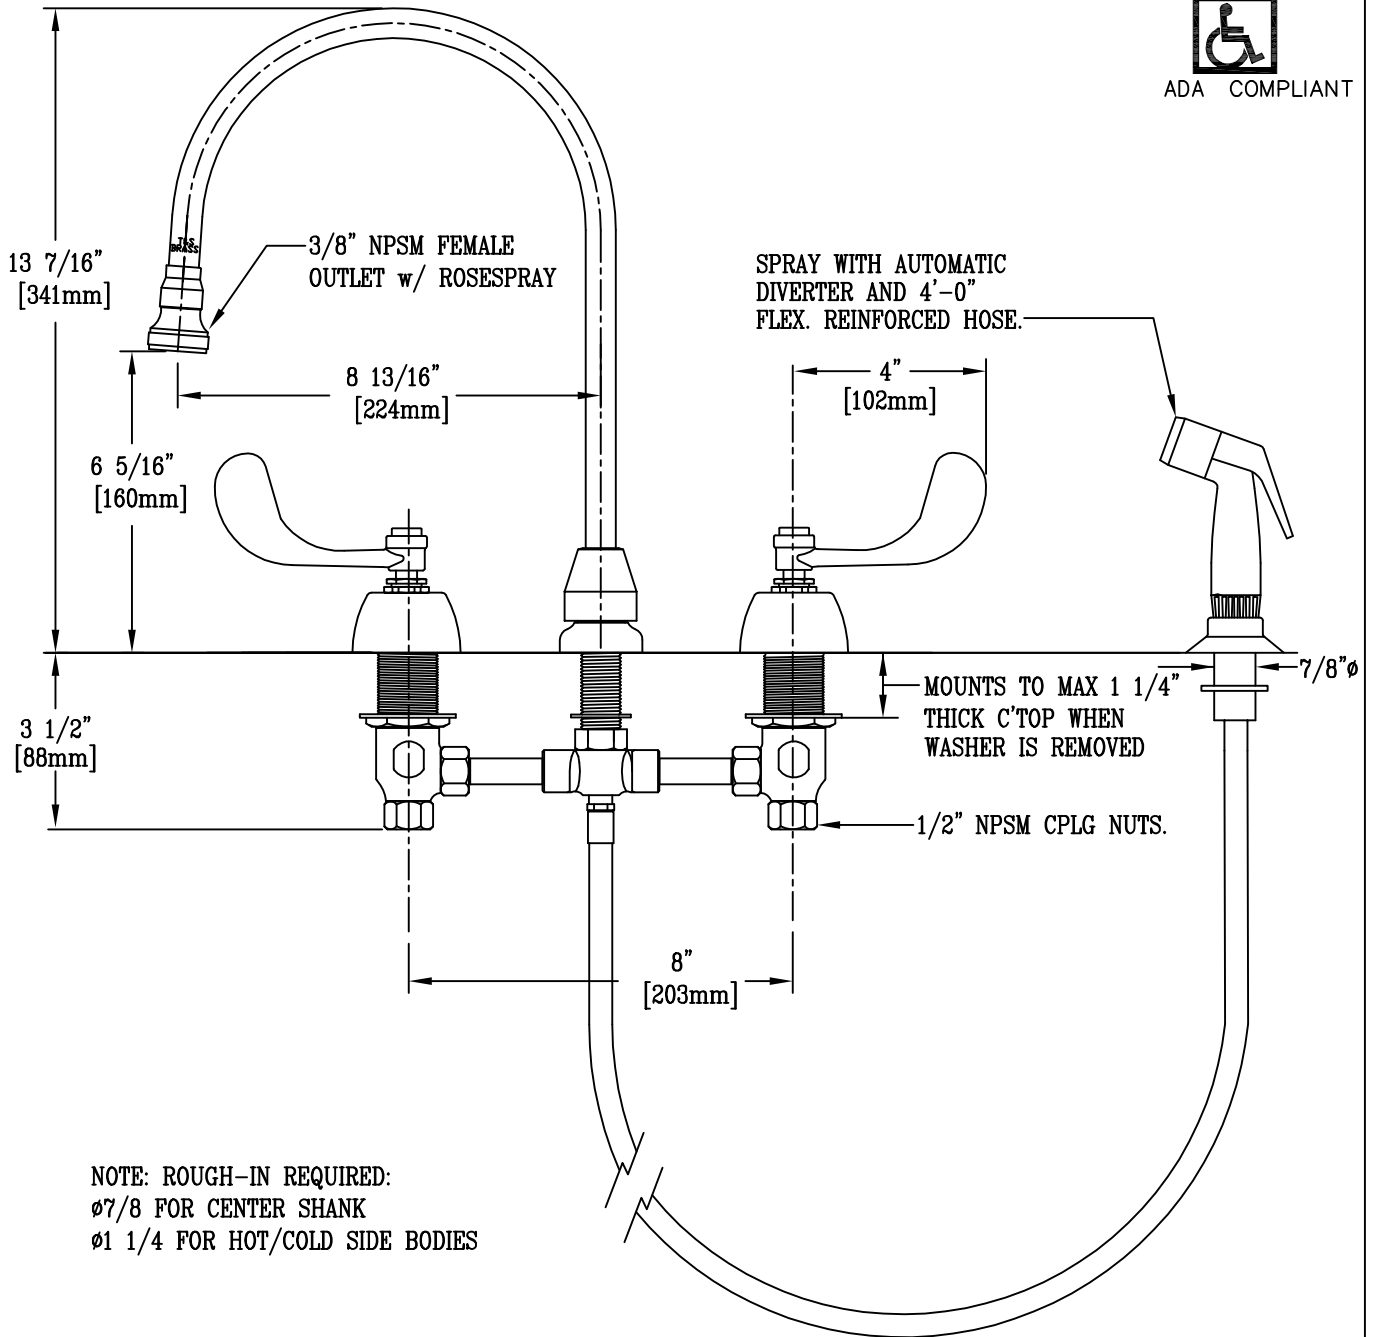 ADA COMPLIANT
13 7/16"
[341mm]
T&S
BRASS
3/8" NPSM FEMALE
OUTLET w/ ROSESPRAY
SPRAY WITH AUTOMATIC
DIVERTER AND 4'-0"
FLEX. REINFORCED HOSE.
8 13/16"
[224mm]
4"
[102mm]
6 5/16"
[160mm]
7/8"ø
MOUNTS TO MAX 1 1/4"
THICK C'TOP WHEN
WASHER IS REMOVED
3 1/2"
[88mm]
1/2" NPSM CPLG NUTS.
8"
[203mm]
NOTE: ROUGH-IN REQUIRED:
ø7/8 FOR CENTER SHANK
ø1 1/4 FOR HOT/COLD SIDE BODIES